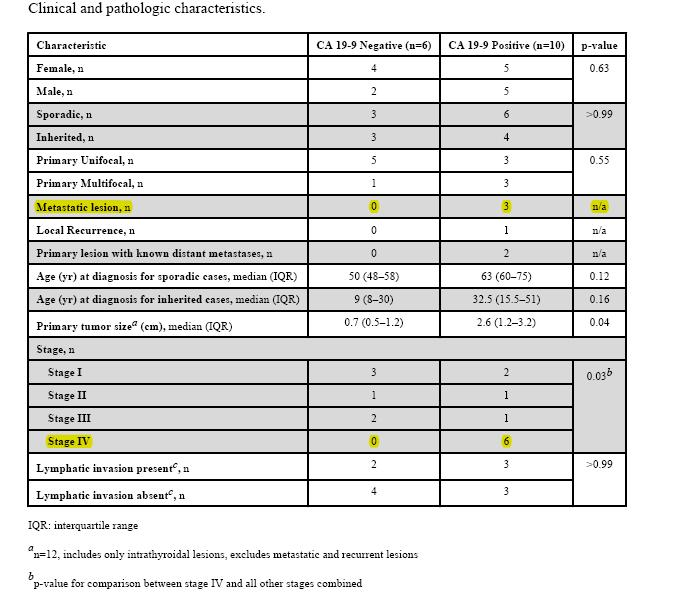 Clinical and pathologic characteristics.
Characteristic CA 19-9 Negative (n=6) CA 19-9 Positive (n=10) p-value
Female, n 4 5 0.63
Male, n 2 5
Sporadic, n 3 6 >0.99
Inherited, n 3 4
Primary Unifocal, n 5 3 0.55
Primary Multifocal, n 1 3
Metastatic lesion, n 0 3 n/a
Local Recurrence, n 0 1 n/a
Primary lesion with known distant metastases, n 0 2 n/a
Age (yr) at diagnosis for sporadic cases, median (IQR) 50 (48–58) 63 (60–75) 0.12
Age (yr) at diagnosis for inherited cases, median (IQR) 9 (8–30) 32.5 (15.5–51) 0.16
Primary tumor size^a (cm), median (IQR) 0.7 (0.5–1.2) 2.6 (1.2–3.2) 0.04
Stage, n
Stage I 3 2 0.03^b
Stage II 1 1
Stage III 2 1
Stage IV 0 6
Lymphatic invasion present^c, n 2 3 >0.99
Lymphatic invasion absent^c, n 4 3
IQR: interquartile range
^a n=12, includes only intrathyroidal lesions, excludes metastatic and recurrent lesions
^b p-value for comparison between stage IV and all other stages combined